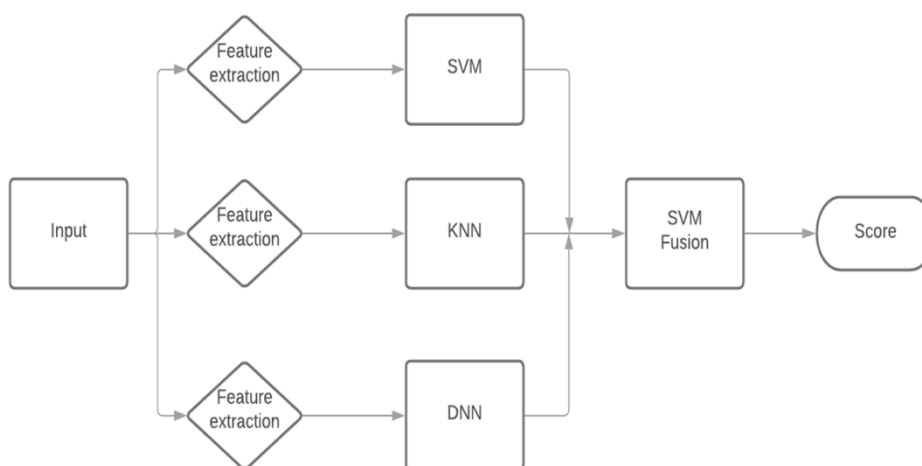 Feature
extraction
SVM
Input
Feature
extraction
KNN
SVM
Fusion
Score
Feature
extraction
DNN